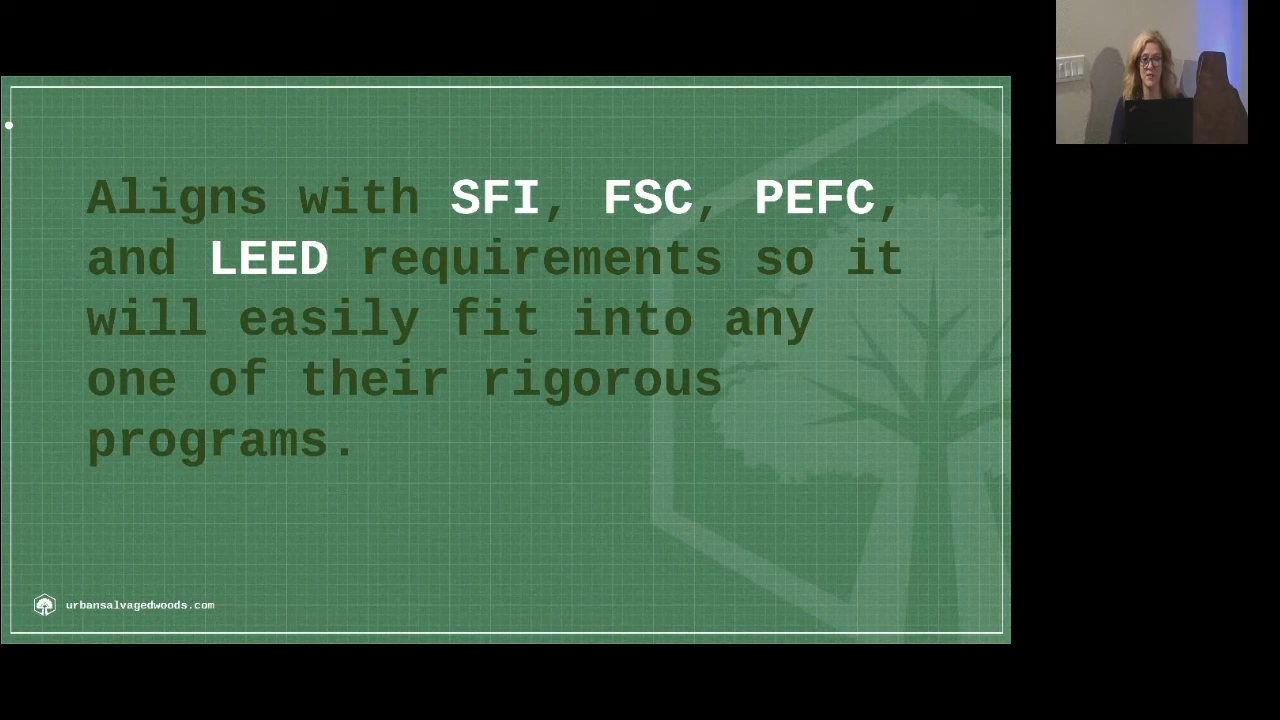 Aligns with SFI, FSC, PEFC,
and LEED requirements so it
will easily fit into any
one of their rigorous
programs.
urbansalvagedwoods.com